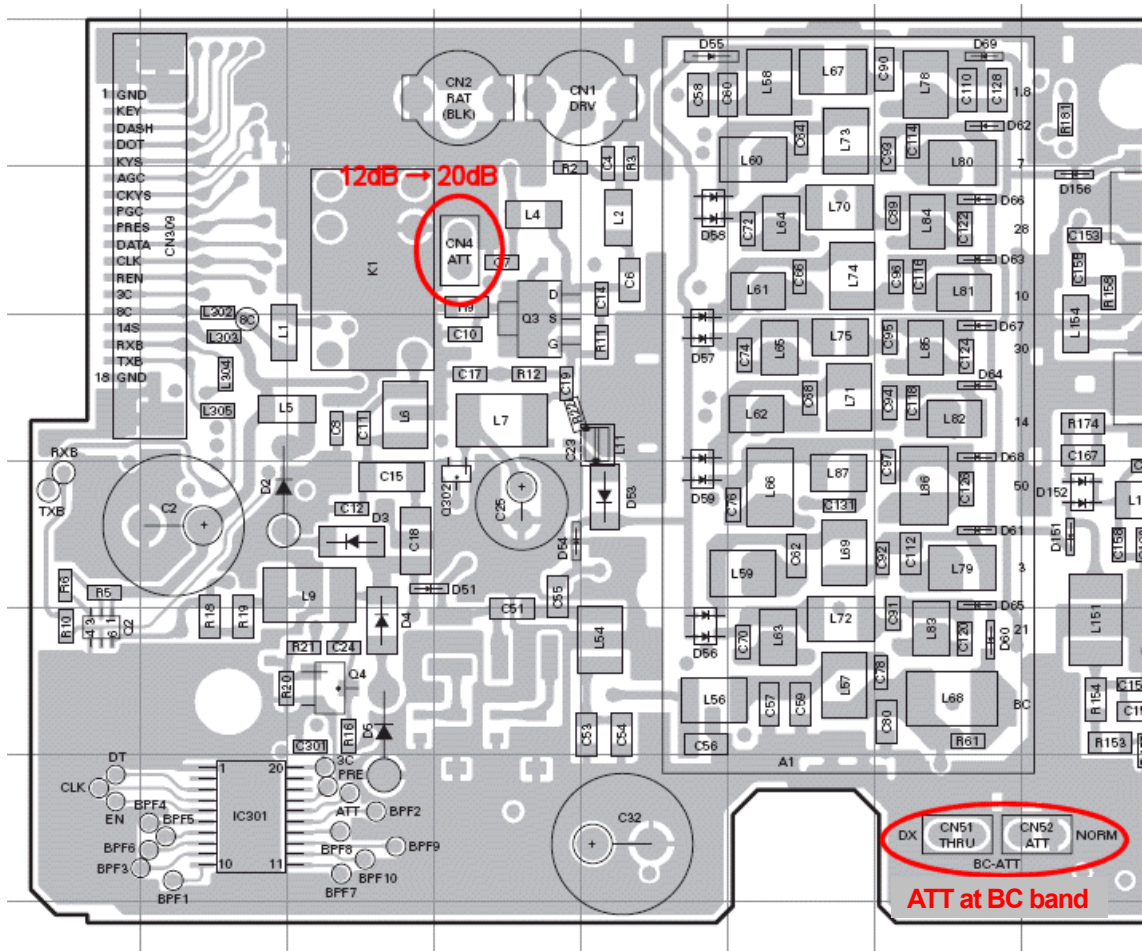 CN2
RAT
(BLK)
CN1
DRV
1 GND
KEY
DASH
DOT
KYS
AGC
CKYS
PGC
PRES
DATA
CLK
REN
3C
8C
14S
RXB
TXB
18 GND
CN309
12dB → 20dB
CN4
ATT
K1
R2
C4
R3
L4
L2
C7
C6
R9
C10
Q3
D
S
G
C14
R11
L302
8C
L303
L304
L305
L1
C17
R12
C19
R22
L5
C8
C11
L6
L7
C23
L11
RXB
TXB
C2
D2
C15
C12
D3
C18
Q302
C25
D53
D54
R6
R5
R10
4 3
6 1
Q2
R18
R19
L9
D4
D51
C51
C55
L54
R21
C24
Q4
R20
R16
D5
C301
C53
C54
DT
CLK
EN
BPF4
BPF5
BPF6
BPF3
BPF1
1 20
IC301
10 11
3C
PRE
ATT
BPF2
BPF8
BPF9
BPF10
BPF7
C32
D55
C58
C60
L58
L67
C90
L78
D69
C110
C128
1.8
L60
C64
L73
C93
C114
D62
L80
7
D58
C72
L64
L70
C89
L84
C122
D66
28
L61
C66
L74
C96
C116
D63
L81
10
D57
C74
L65
L75
C95
L85
C124
D67
30
L62
C68
L71
C94
C118
D64
L82
14
D59
C76
L66
L87
C131
C97
L86
C126
D68
50
L59
C62
L69
C92
C112
D61
L79
3
D56
C70
L63
L72
C91
L83
C120
D65
D60
21
L56
C57
C59
L57
C78
C80
L68
BC
C56
R61
A1
R181
D156
C153
C155
R158
L154
R174
C167
D152
D151
C158
L151
R154
R153
DX
CN51
THRU
CN52
ATT
NORM
BC-ATT
ATT at BC band